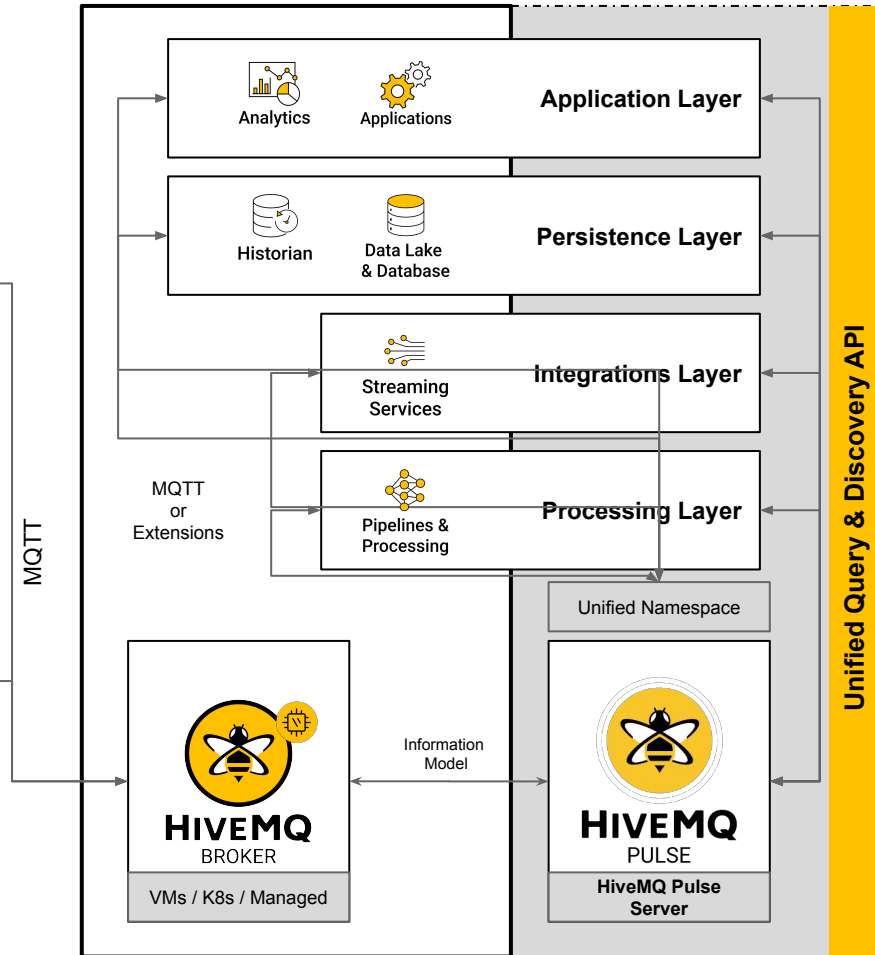 Analytics
Applications
Application Layer
Historian
Data Lake
& Database
Persistence Layer
Streaming
Services
Integrations Layer
MQTT
or
Extensions
Pipelines &
Processing
Processing Layer
Unified Namespace
MQTT
Unified Query & Discovery API
Information
Model
HIVEMQ
BROKER
VMs / K8s / Managed
HIVEMQ
PULSE
HiveMQ Pulse
Server